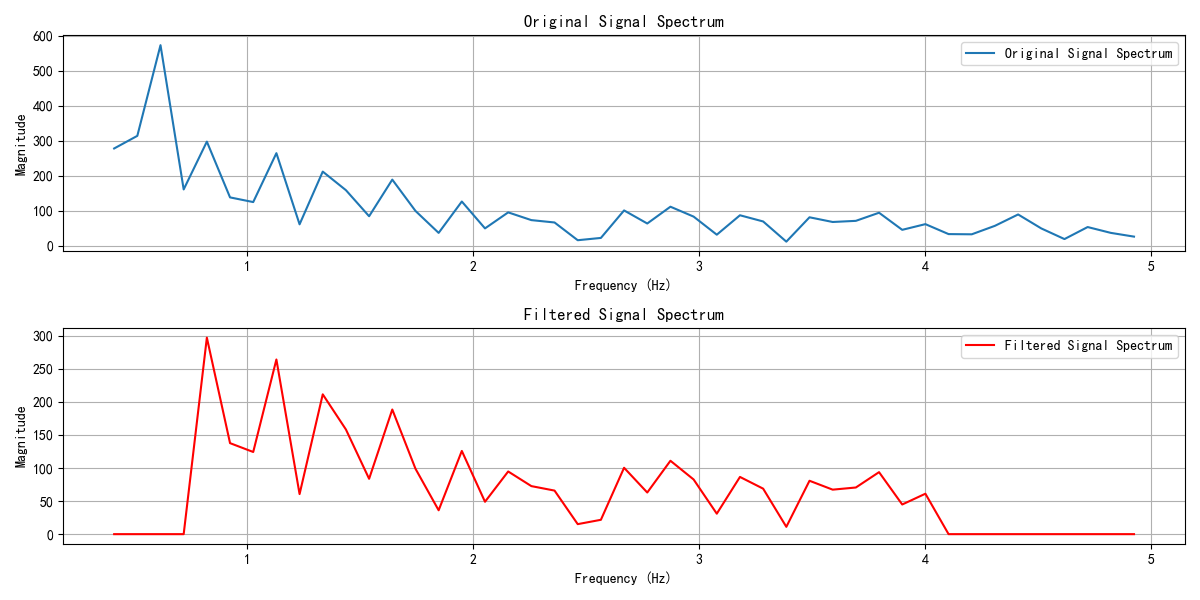 Original Signal Spectrum
Original Signal Spectrum
Magnitude
600
500
400
300
200
100
0
1 2 3 4 5
Frequency (Hz)
Filtered Signal Spectrum
Filtered Signal Spectrum
Magnitude
300
250
200
150
100
50
0
1 2 3 4 5
Frequency (Hz)